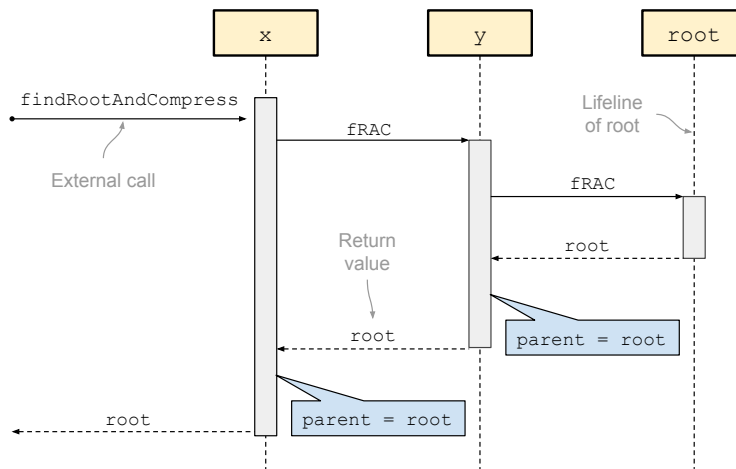 x
y
root
findRootAndCompress
External call
fRAC
Lifeline
of root
fRAC
root
Return
value
root
parent = root
parent = root
root